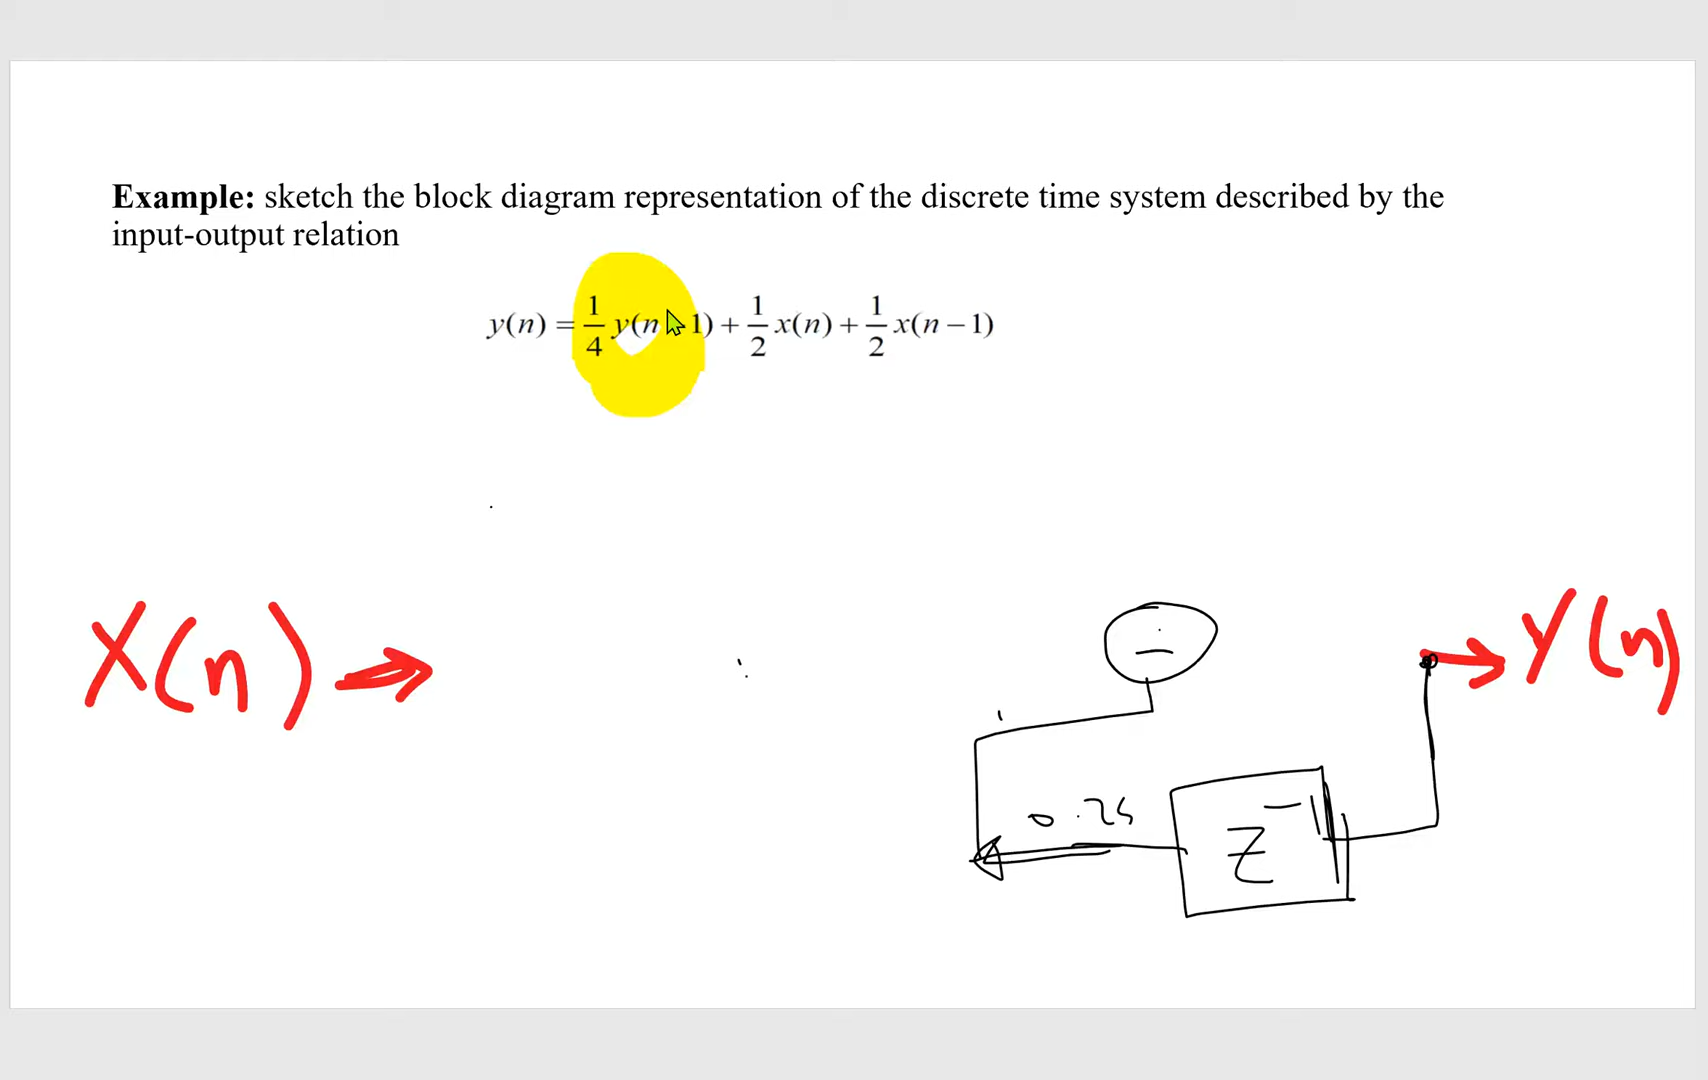 Example: sketch the block diagram representation of the discrete time system described by the
input-output relation
y(n) = 1/4 y(n-1) + 1/2 x(n) + 1/2 x(n-1)
X(n) → → Y(n)
0.25
Z⁻¹